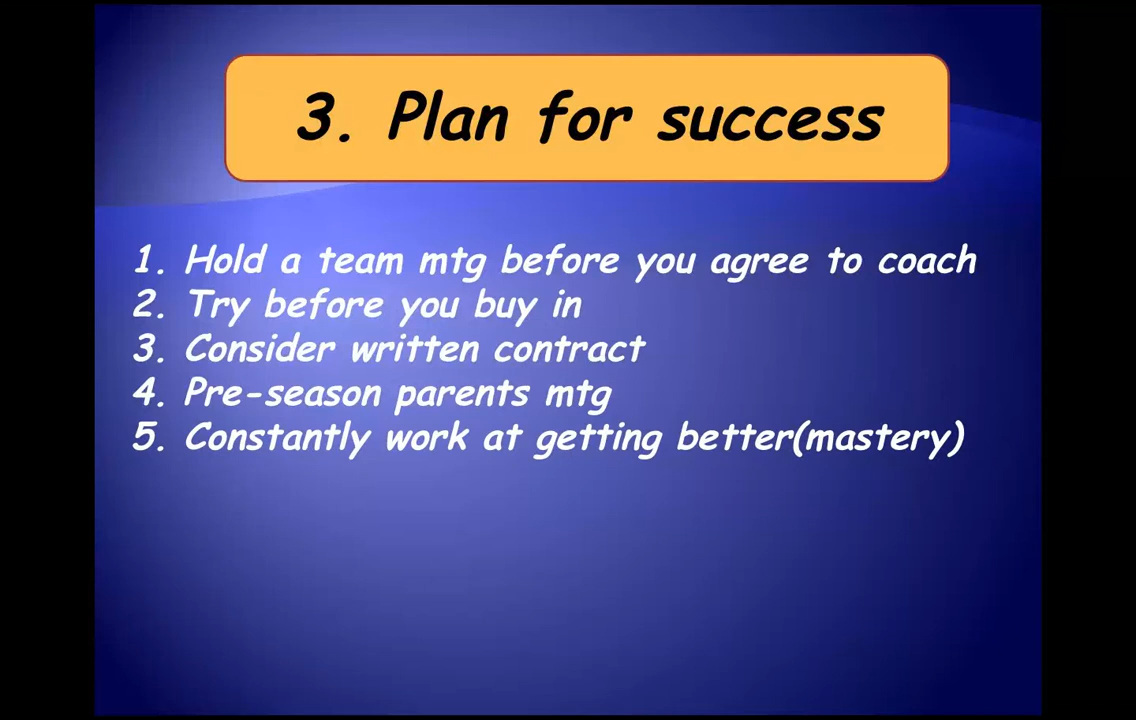 3. Plan for success
1. Hold a team mtg before you agree to coach
2. Try before you buy in
3. Consider written contract
4. Pre-season parents mtg
5. Constantly work at getting better(mastery)